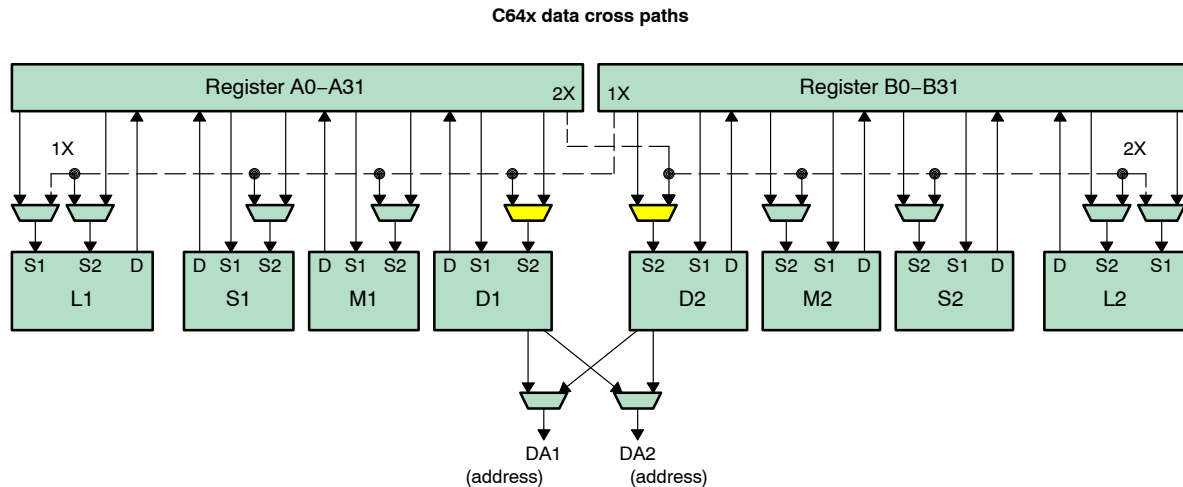 C64x data cross paths
Register A0–A31
2X
1X
Register B0–B31
1X
2X
S1 S2 D
D S1 S2
D S1 S2
D S1 S2
S2 S1 D
S2 S1 D
S2 S1 D
D S2 S1
L1
S1
M1
D1
D2
M2
S2
L2
DA1
DA2
(address)
(address)